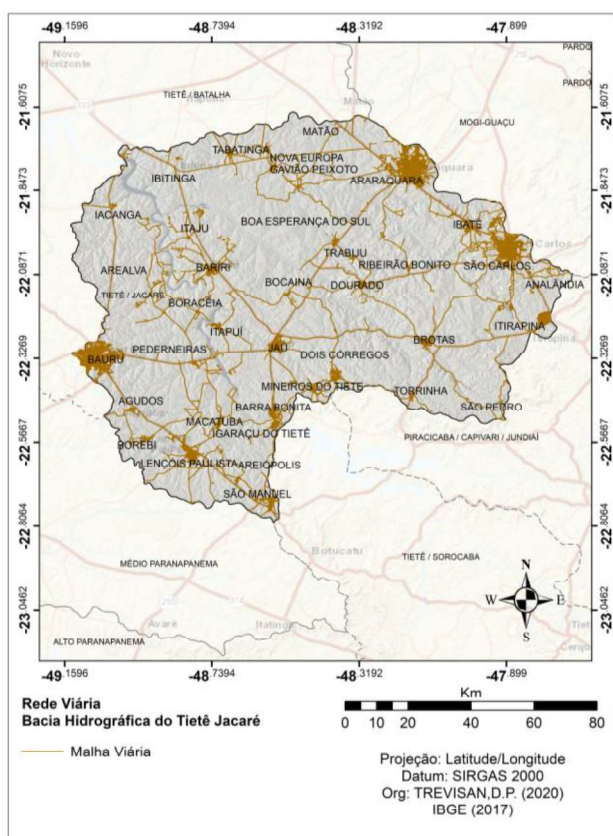 -49.1596 -48.7394 -48.3192 -47.899
Novo
Horizonte
PARDO
PARDO
-21.6075 -21.6075
TIETÊ / BATALHA
Matão
MOGI-GUAÇU
MATÃO
TABATINGA
NOVA EUROPA
GAVIÃO PEIXOTO
ARARAQUARA
-21.8473 -21.8473
IBITINGA
IACANGA
ITAJU
BOA ESPERANÇA DO SUL
IBATÉ
TRABIJU
RIBEIRÃO BONITO
SÃO CARLOS
-22.0871 -22.0871
AREALVA
BARIRI
BOCAINA
DOURADO
ANALÂNDIA
TIETÊ / JACARÉ
BORACÉIA
ITAPUÍ
ITIRAPINA
-22.3269 -22.3269
BAURU
PEDERNEIRAS
JAÚ
DOIS CÓRREGOS
BROTAS
MINEIROS DO TIETÊ
TORRINHA
AGUDOS
BARRA BONITA
SÃO PEDRO
MACATUBA
IGARAÇU DO TIETÊ
PIRACICABA / CAPIVARI / JUNDIAÍ
-22.5667 -22.5667
BOREBI
LENÇÓIS PAULISTA
AREIÓPOLIS
SÃO MANUEL
-22.8064 -22.8064
Botucatu
MÉDIO PARANAPANEMA
TIETÊ / SOROCABA
N
W E
S
-23.0462 -23.0462
Avaré
Itatinga
ALTO PARANAPANEMA
-49.1596 -48.7394 -48.3192 -47.899
Rede Viária
Bacia Hidrográfica do Tietê Jacaré
Malha Viária
Km
0 5 10 20 40 60 80
Projeção: Latitude/Longitude
Datum: SIRGAS 2000
Org: TREVISAN,D.P. (2020)
IBGE (2017)